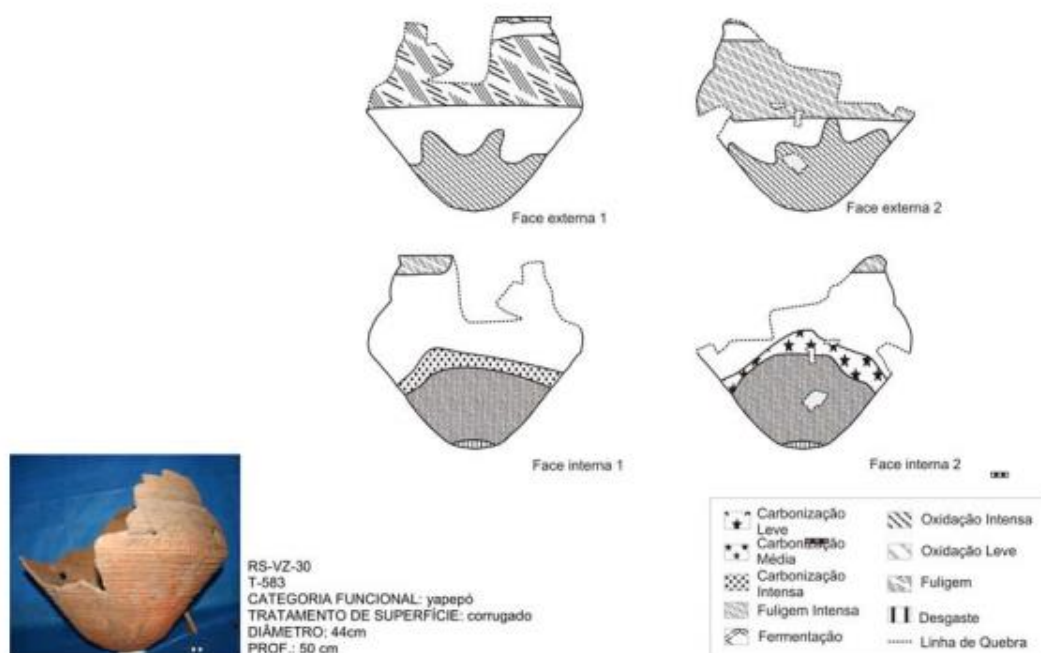 Face externa 1
Face externa 2
Face interna 1
Face interna 2
RS-VZ-30
T-583
CATEGORIA FUNCIONAL: yapepó
TRATAMENTO DE SUPERFÍCIE: corrugado
DIÂMETRO: 44cm
PROF.: 50 cm
Carbonização
Leve
Carbonização
Média
Carbonização
Intensa
Fuligem Intensa
Fermentação
Oxidação Intensa
Oxidação Leve
Fuligem
Desgaste
Linha de Quebra